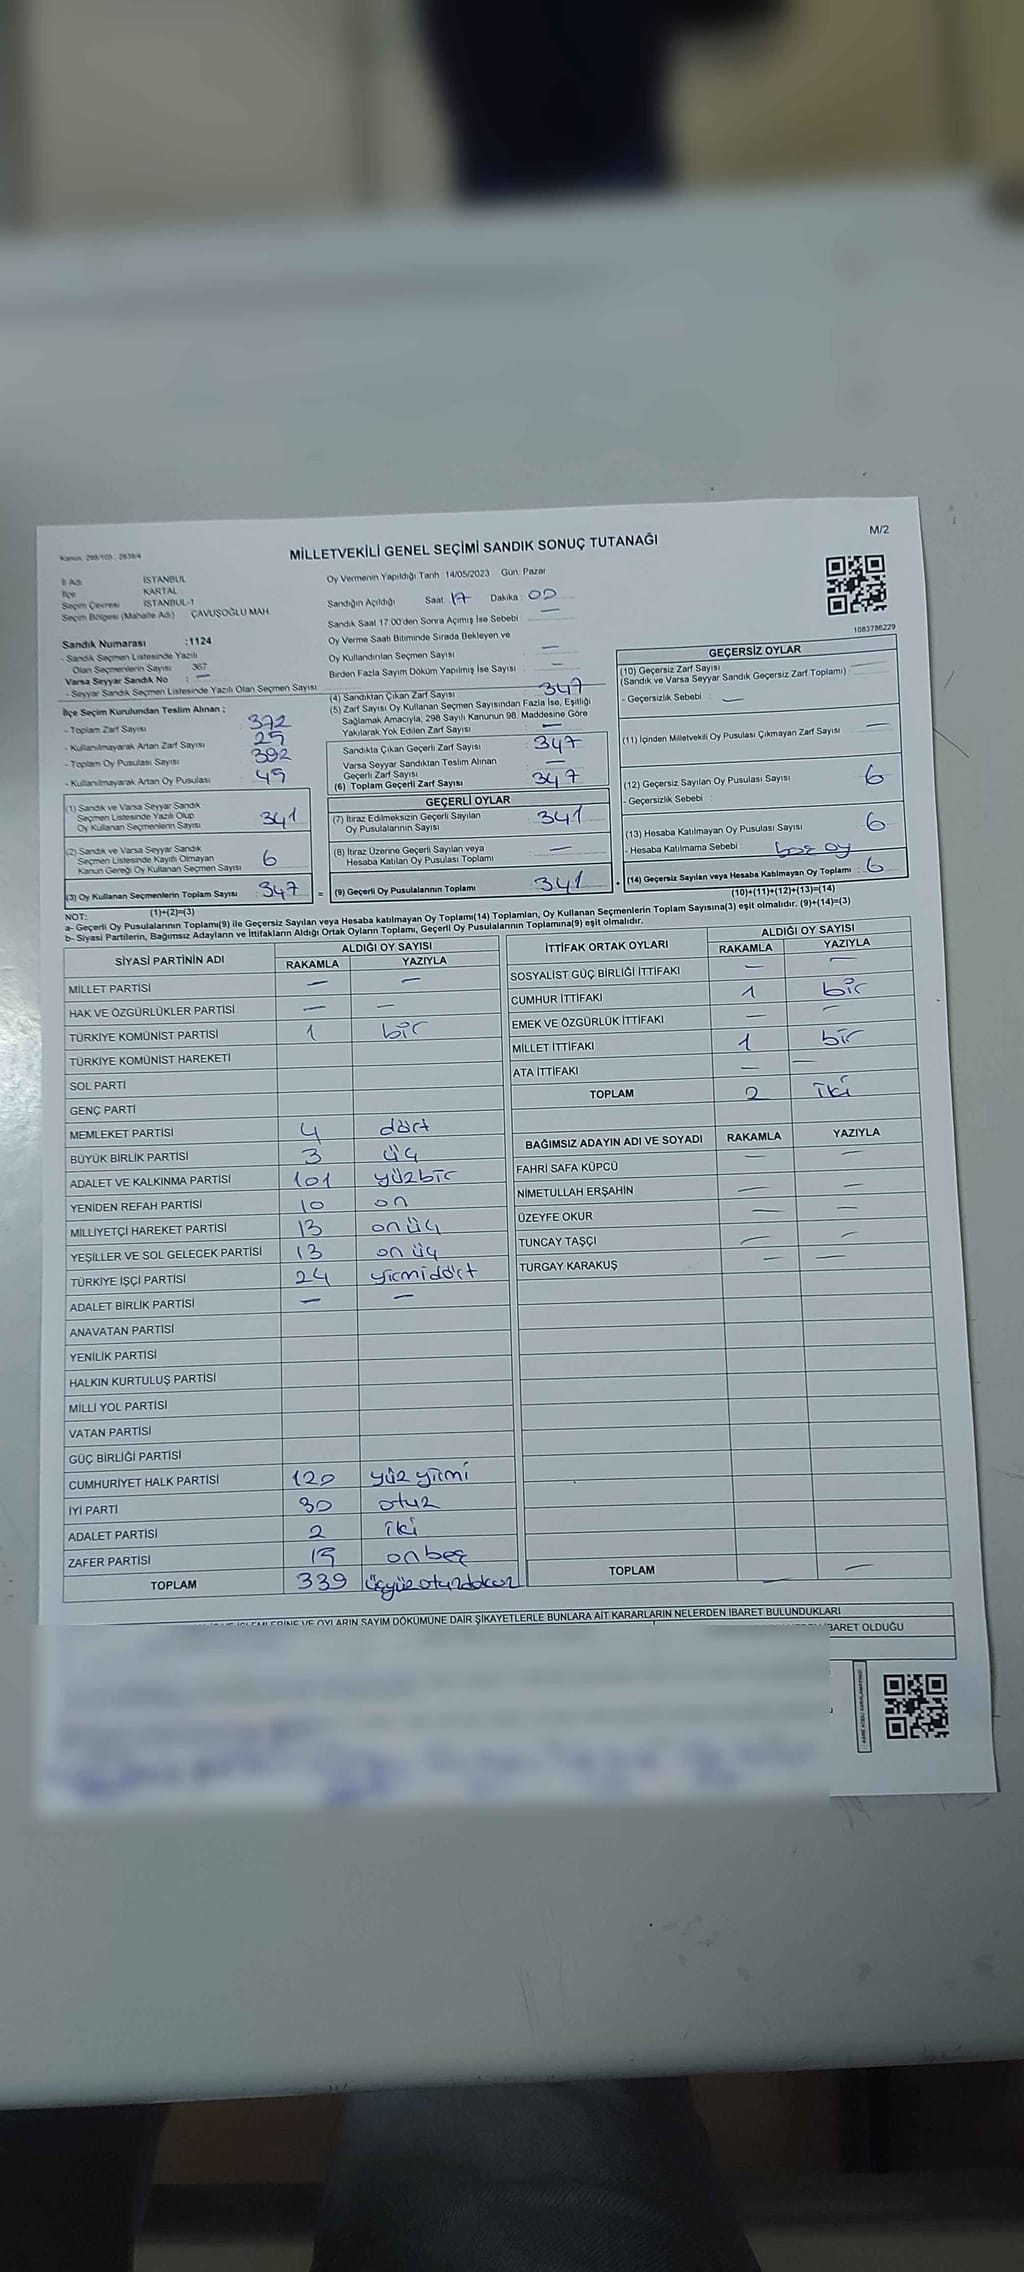 Kanun, 298/105 , 2839/4
MİLLETVEKİLİ GENEL SEÇİMİ SANDIK SONUÇ TUTANAĞI
M/2
İl Adı İSTANBUL
İlçe KARTAL
Seçim Çevresi İSTANBUL-1
Seçim Bölgesi (Mahalle Adı) ÇAVUŞOĞLU MAH
Sandık Numarası :1124
- Sandık Seçmen Listesinde Yazılı
Olan Seçmenlerin Sayısı 367
Varsa Seyyar Sandık No : —
- Seyyar Sandık Seçmen Listesinde Yazılı Olan Seçmen Sayısı
Oy Vermenin Yapıldığı Tarih 14/05/2023 Gün: Pazar
Sandığın Açıldığı Saat 17 Dakika : 00
Sandık Saat 17:00'den Sonra Açımış İse Sebebi : —
Oy Verme Saati Bitiminde Sırada Bekleyen ve
Oy Kullandırılan Seçmen Sayısı : —
Birden Fazla Sayım Döküm Yapılmış İse Sayısı : —
1083786229
İlçe Seçim Kurulundan Teslim Alınan ;
- Toplam Zarf Sayısı 372
- Kullanılmayarak Artan Zarf Sayısı 25
- Toplam Oy Pusulası Sayısı 392
- Kullanılmayarak Artan Oy Pusulası 45
(1) Sandık ve Varsa Seyyar Sandık
Seçmen Listesinde Yazılı Olup
Oy Kullanan Seçmenlerin Sayısı 341
(2) Sandık ve Varsa Seyyar Sandık
Seçmen Listesinde Kayıtlı Olmayan
Kanun Gereği Oy Kullanan Seçmen Sayısı 6
(3) Oy Kullanan Seçmenlerin Toplam Sayısı 347
(1)+(2)=(3)
(4) Sandıktan Çıkan Zarf Sayısı : 347
(5) Zarf Sayısı Oy Kullanan Seçmen Sayısından Fazla İse, Eşitliği
Sağlamak Amacıyla, 298 Sayılı Kanunun 98. Maddesine Göre
Yakılarak Yok Edilen Zarf Sayısı : —
Sandıkta Çıkan Geçerli Zarf Sayısı : 347
Varsa Seyyar Sandıktan Teslim Alınan
Geçerli Zarf Sayısı : —
(6) Toplam Geçerli Zarf Sayısı : 347
GEÇERLİ OYLAR
(7) İtiraz Edilmeksizin Geçerli Sayılan
Oy Pusulalarının Sayısı : 341
(8) İtiraz Üzerine Geçerli Sayılan veya
Hesaba Katılan Oy Pusulası Toplamı : —
= (9) Geçerli Oy Pusulalarının Toplamı : 341 +
GEÇERSİZ OYLAR
(10) Geçersiz Zarf Sayısı
(Sandık ve Varsa Seyyar Sandık Geçersiz Zarf Toplamı)
- Geçersizlik Sebebi : —
(11) İçinden Milletvekili Oy Pusulası Çıkmayan Zarf Sayısı : —
(12) Geçersiz Sayılan Oy Pusulası Sayısı : 6
- Geçersizlik Sebebi :
(13) Hesaba Katılmayan Oy Pusulası Sayısı : 6
- Hesaba Katılmama Sebebi : boş oy
(14) Geçersiz Sayılan veya Hesaba Katılmayan Oy Toplamı : 6
(10)+(11)+(12)+(13)=(14)
NOT:
a- Geçerli Oy Pusulalarının Toplamı(9) ile Geçersiz Sayılan veya Hesaba katılmayan Oy Toplamı(14) Toplamları, Oy Kullanan Seçmenlerin Toplam Sayısına(3) eşit olmalıdır. (9)+(14)=(3)
b- Siyasi Partilerin, Bağımsız Adayların ve İttifakların Aldığı Ortak Oyların Toplamı, Geçerli Oy Pusulalarının Toplamına(9) eşit olmalıdır.
SİYASİ PARTİNİN ADI ALDIĞI OY SAYISI
RAKAMLA YAZIYLA
MİLLET PARTİSİ — —
HAK VE ÖZGÜRLÜKLER PARTİSİ — —
TÜRKİYE KOMÜNİST PARTİSİ 1 bir
TÜRKİYE KOMÜNİST HAREKETİ
SOL PARTİ
GENÇ PARTİ
MEMLEKET PARTİSİ 4 dört
BÜYÜK BİRLİK PARTİSİ 3 üç
ADALET VE KALKINMA PARTİSİ 101 yüzbir
YENİDEN REFAH PARTİSİ 10 on
MİLLİYETÇİ HAREKET PARTİSİ 13 on üç
YEŞİLLER VE SOL GELECEK PARTİSİ 13 on üç
TÜRKİYE İŞÇİ PARTİSİ 24 yirmidört
ADALET BİRLİK PARTİSİ — —
ANAVATAN PARTİSİ
YENİLİK PARTİSİ
HALKIN KURTULUŞ PARTİSİ
MİLLİ YOL PARTİSİ
VATAN PARTİSİ
GÜÇ BİRLİĞİ PARTİSİ
CUMHURİYET HALK PARTİSİ 120 yüz yirmi
İYİ PARTİ 30 otuz
ADALET PARTİSİ 2 iki
ZAFER PARTİSİ 15 onbeş
TOPLAM 339 üçyüz otuzdokuz
İTTİFAK ORTAK OYLARI ALDIĞI OY SAYISI
RAKAMLA YAZIYLA
SOSYALİST GÜÇ BİRLİĞİ İTTİFAKI — —
CUMHUR İTTİFAKI 1 bir
EMEK VE ÖZGÜRLÜK İTTİFAKI — —
MİLLET İTTİFAKI 1 bir
ATA İTTİFAKI — —
TOPLAM 2 iki
BAĞIMSIZ ADAYIN ADI VE SOYADI RAKAMLA YAZIYLA
FAHRİ SAFA KÜPCÜ — —
NİMETULLAH ERŞAHİN — —
ÜZEYFE OKUR — —
TUNCAY TAŞÇI — —
TURGAY KARAKUŞ — —
TOPLAM — —
İŞLEMLERİNE VE OYLARIN SAYIM DÖKÜMÜNE DAİR ŞİKAYETLERLE BUNLARA AİT KARARLARIN NELERDEN İBARET BULUNDUKLARI
İBARET OLDUĞU